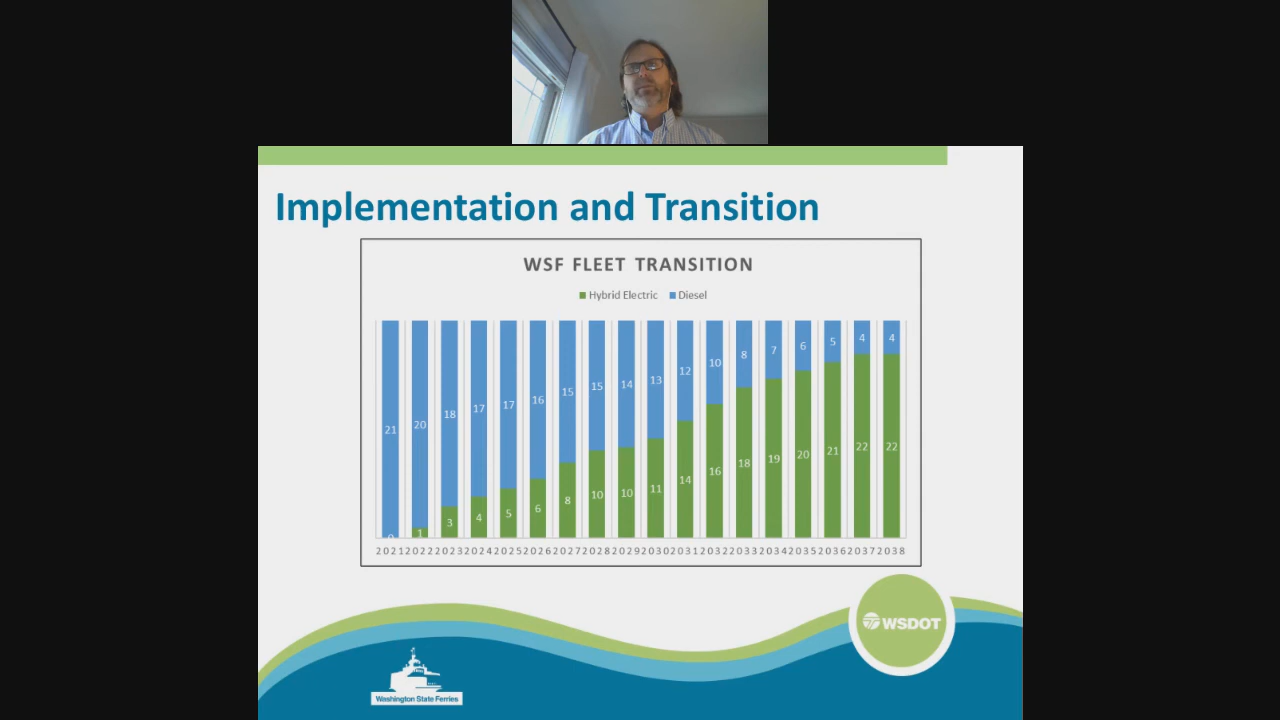 Implementation and Transition
WSF FLEET TRANSITION
Hybrid Electric Diesel
21 20 18 17 17 16 15 15 14 13 12 10 8 7 6 5 4 4
0 1 3 4 5 6 8 10 10 11 14 16 18 19 20 21 22 22
2021 2022 2023 2024 2025 2026 2027 2028 2029 2030 2031 2032 2033 2034 2035 2036 2037 2038
WSDOT
Washington State Ferries